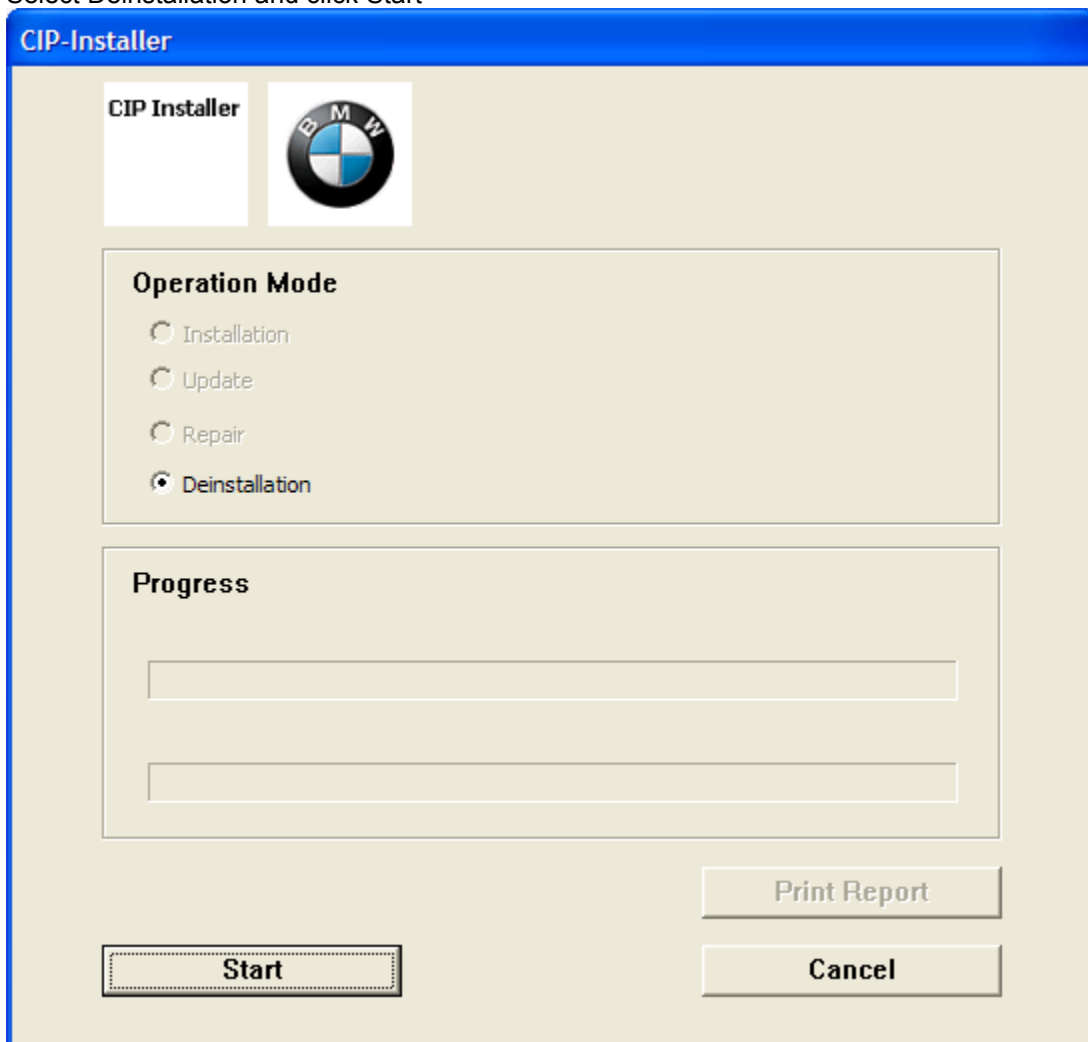 Select Deinstallation and click Start
CIP-Installer
CIP Installer
BMW
Operation Mode
Installation
Update
Repair
Deinstallation
Progress
Print Report
Start
Cancel